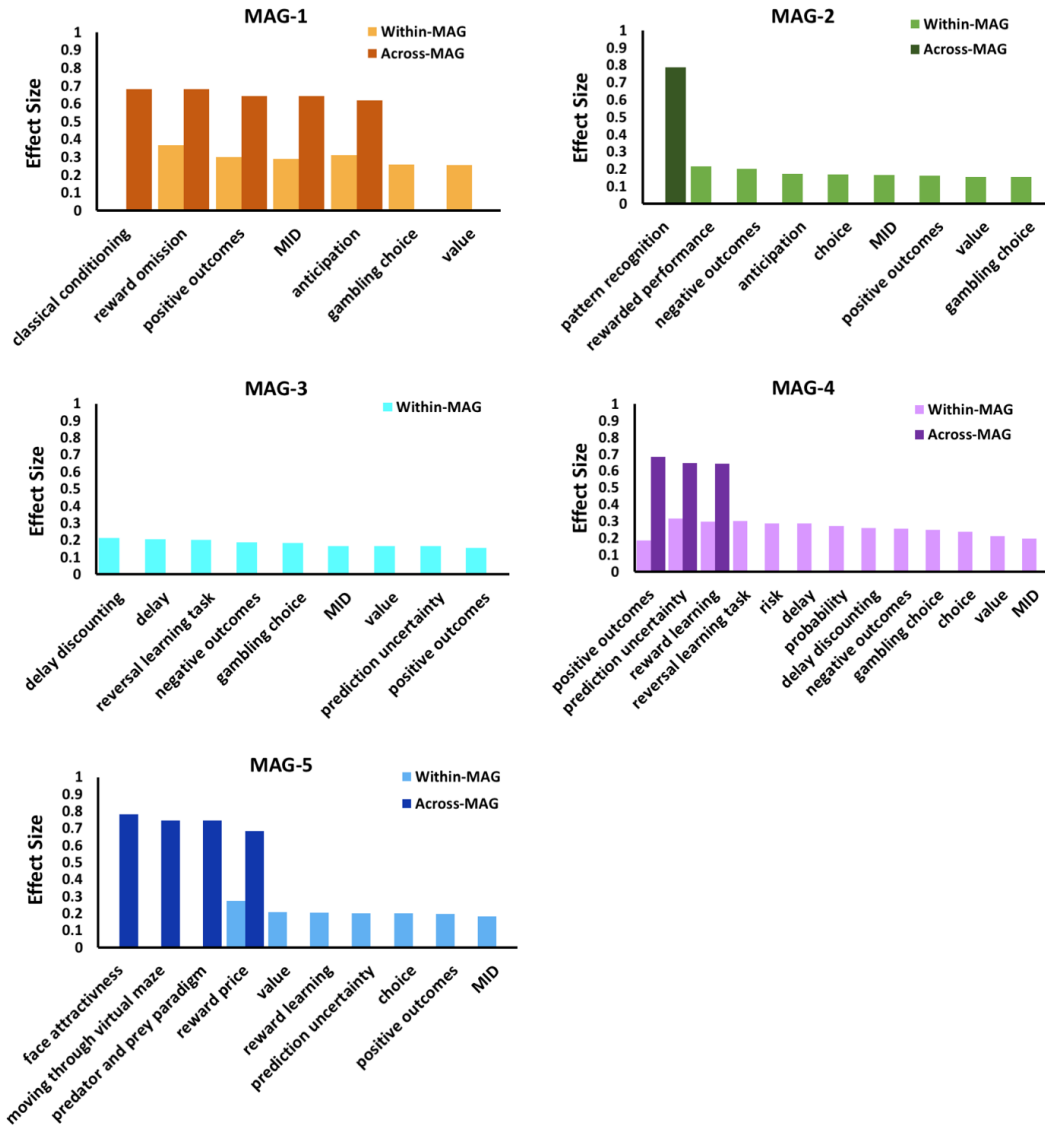 MAG-1
Within-MAG
Across-MAG
Effect Size
1
0.9
0.8
0.7
0.6
0.5
0.4
0.3
0.2
0.1
0
classical conditioning
reward omission
positive outcomes
MID
anticipation
gambling choice
value
MAG-2
Within-MAG
Across-MAG
Effect Size
1
0.9
0.8
0.7
0.6
0.5
0.4
0.3
0.2
0.1
0
pattern recognition
rewarded performance
negative outcomes
anticipation
choice
MID
positive outcomes
value
gambling choice
MAG-3
Within-MAG
Effect Size
1
0.9
0.8
0.7
0.6
0.5
0.4
0.3
0.2
0.1
0
delay discounting
delay
reversal learning task
negative outcomes
gambling choice
MID
value
prediction uncertainty
positive outcomes
MAG-4
Within-MAG
Across-MAG
Effect Size
1
0.9
0.8
0.7
0.6
0.5
0.4
0.3
0.2
0.1
0
positive outcomes
prediction uncertainty
reward learning
reversal learning task
risk
delay
probability
delay discounting
negative outcomes
gambling choice
choice
value
MID
MAG-5
Within-MAG
Across-MAG
Effect Size
1
0.9
0.8
0.7
0.6
0.5
0.4
0.3
0.2
0.1
0
face attractivness
moving through virtual maze
predator and prey paradigm
reward price
value
reward learning
prediction uncertainty
choice
positive outcomes
MID